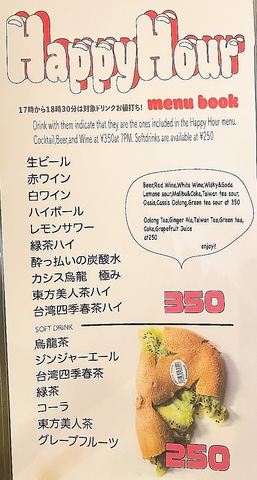 Happy Hour
17時から18時30分は対象ドリンクお値打ち! menu book
Drink with them indicate that they are the ones included in the Happy Hour menu.
Cocktail,Beer,and Wine at ¥350at 7PM. Softdrinks are available at ¥250
生ビール
赤ワイン
白ワイン
ハイボール
レモンサワー
緑茶ハイ
酔っ払いの炭酸水
カシス烏龍 極み
東方美人茶ハイ
台湾四季春茶ハイ
Beer,Red Wine,White Wine,Wisky&Soda
Lemone sour,Malibu&Coke,Taiwan tea sour,
Cassis,Cassis Oolong,Green tea sour at 350
Oolong Tea,Ginger Ale,Taiwan Tea,Green tea,
Coke,Grapefruit Juice
at250
enjoy!!
350
SOFT DRINK
烏龍茶
ジンジャーエール
台湾四季春茶
緑茶
コーラ
東方美人茶
グレープフルーツ
250